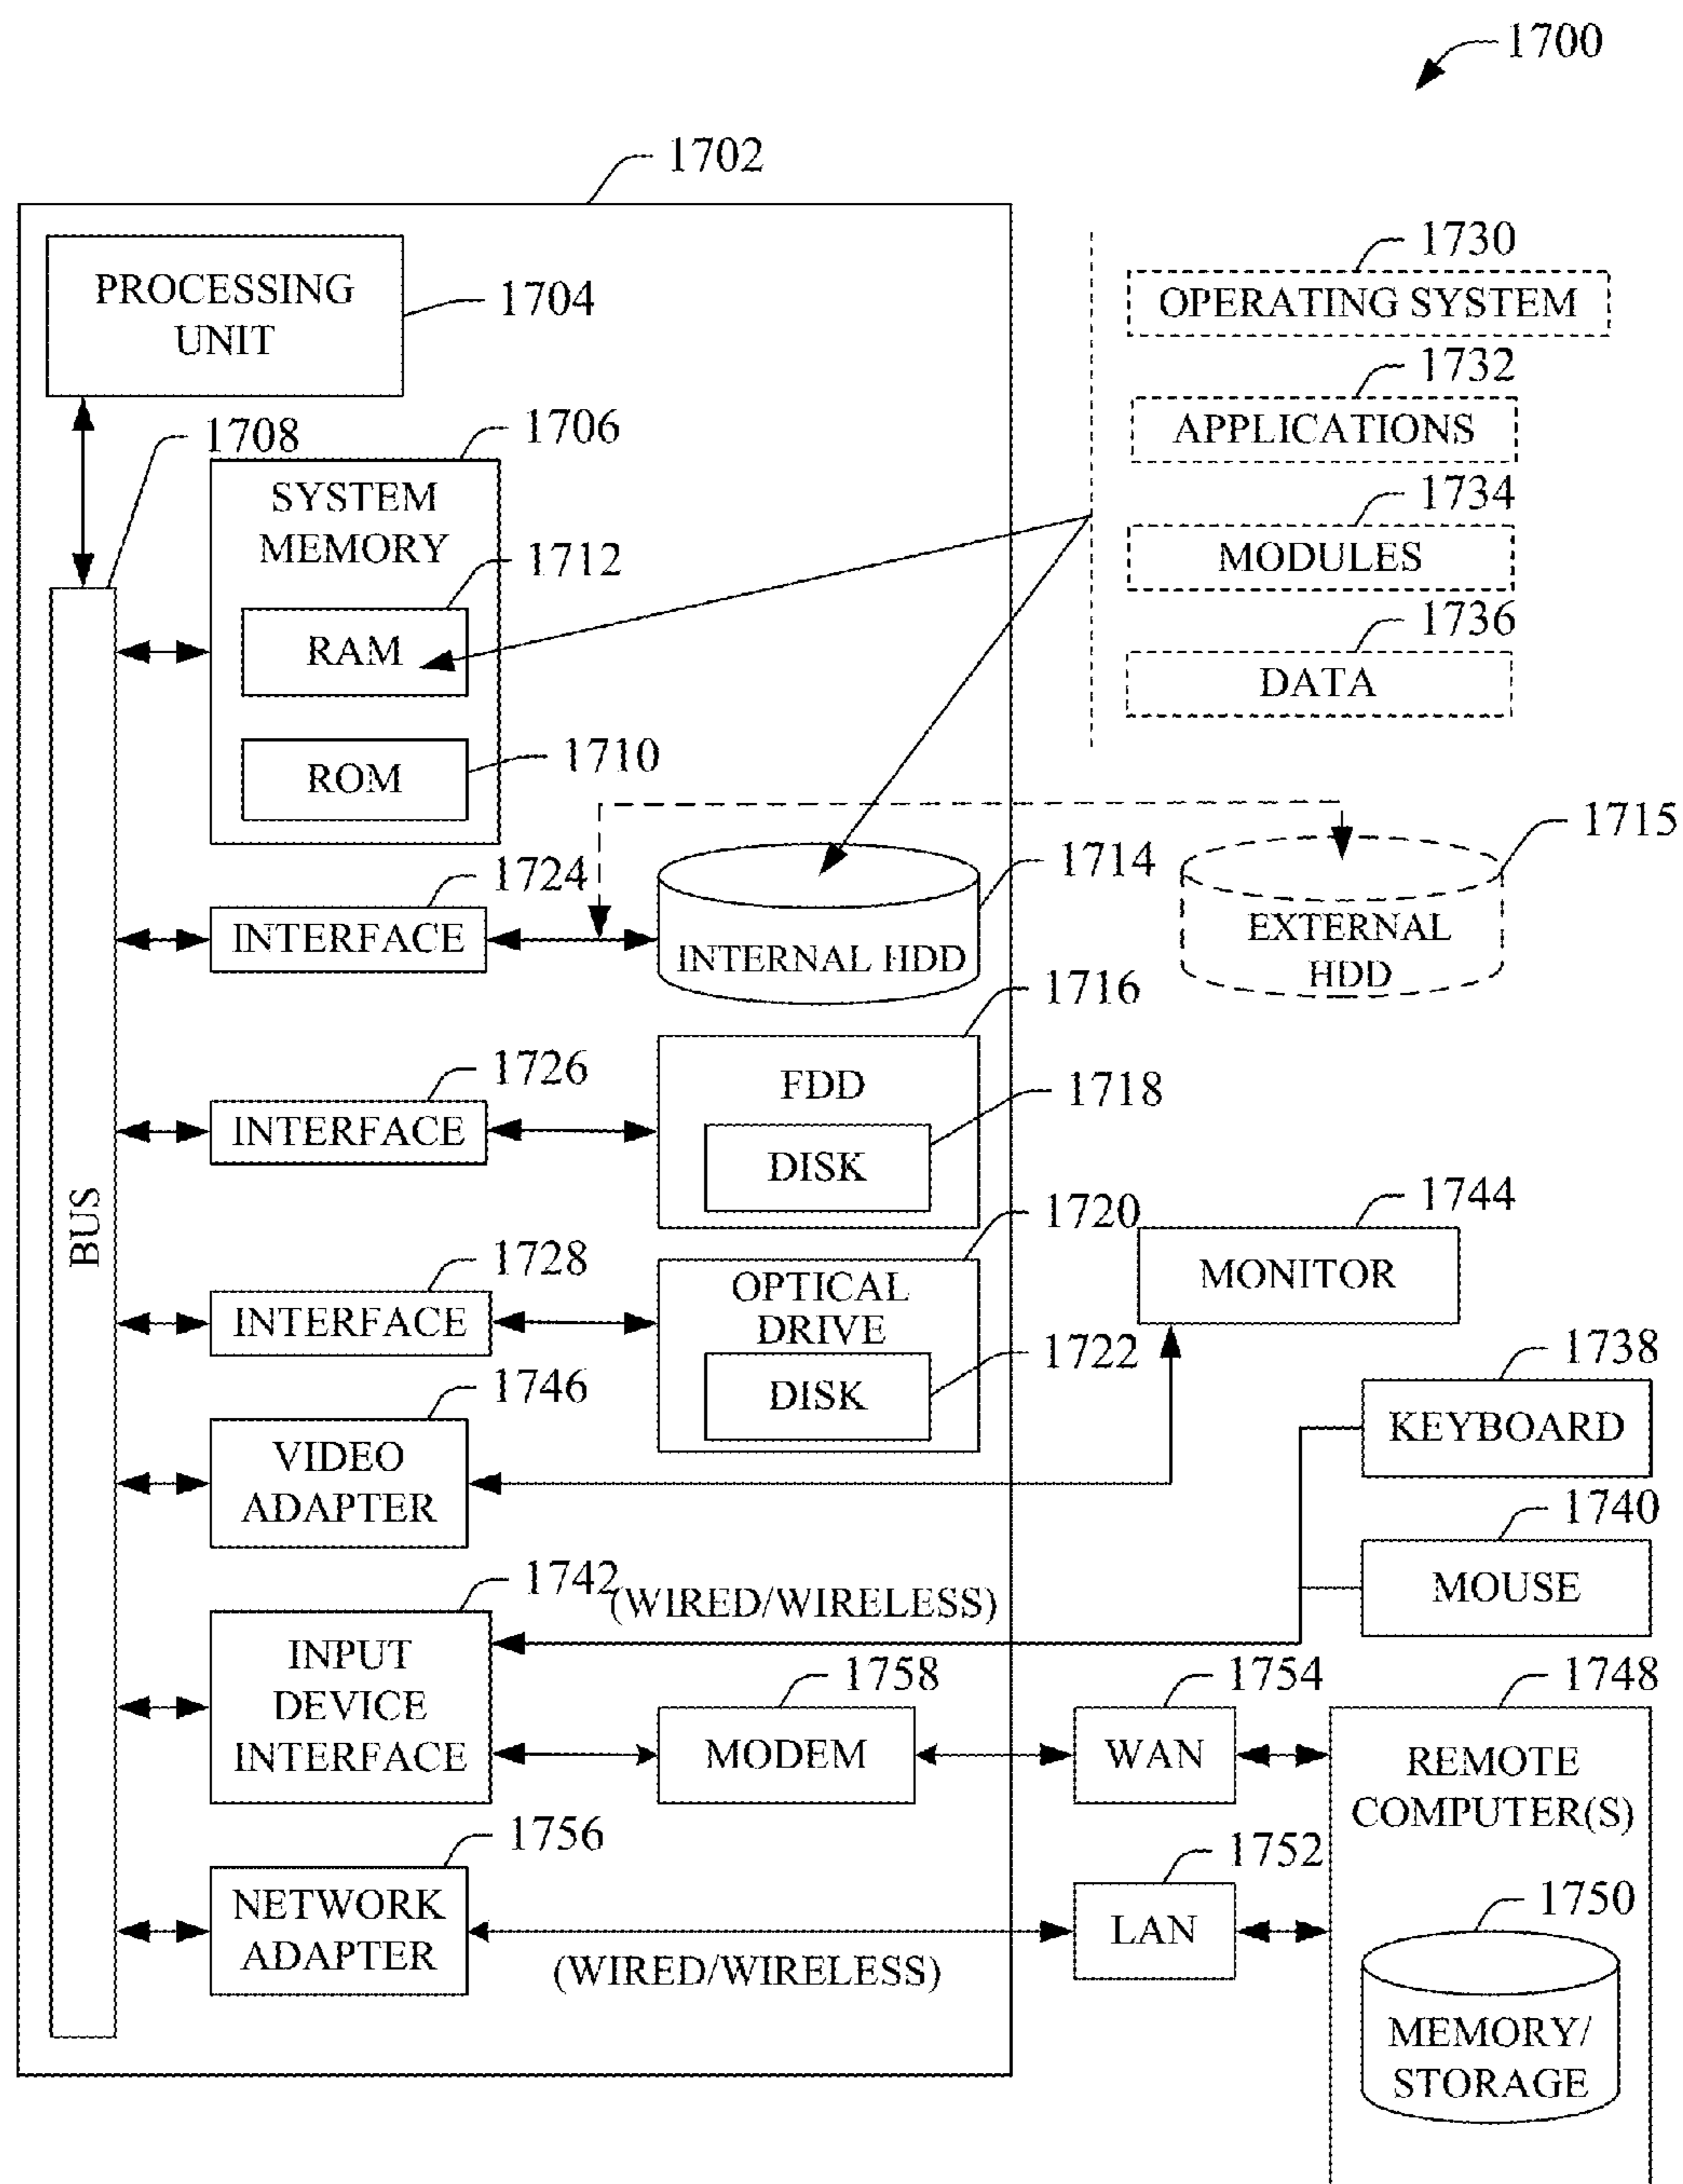 1700
1702
PROCESSING
UNIT
1704
1730
OPERATING SYSTEM
1732
APPLICATIONS
1734
MODULES
1736
DATA
1708
1706
SYSTEM
MEMORY
1712
RAM
1710
ROM
1724
INTERFACE
1714
INTERNAL HDD
1715
EXTERNAL
HDD
1726
INTERFACE
1716
FDD
1718
DISK
BUS
1728
INTERFACE
1720
OPTICAL
DRIVE
1722
DISK
1744
MONITOR
1746
VIDEO
ADAPTER
1738
KEYBOARD
1740
MOUSE
1742
(WIRED/WIRELESS)
INPUT
DEVICE
INTERFACE
1758
MODEM
1754
WAN
1748
REMOTE
COMPUTER(S)
1756
NETWORK
ADAPTER
(WIRED/WIRELESS)
1752
LAN
1750
MEMORY/
STORAGE